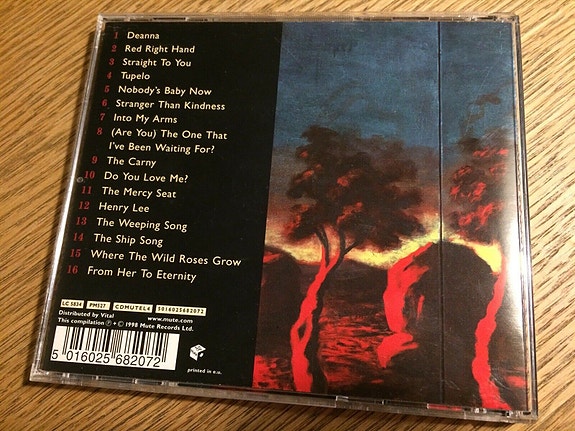 1 Deanna
2 Red Right Hand
3 Straight To You
4 Tupelo
5 Nobody's Baby Now
6 Stranger Than Kindness
7 Into My Arms
8 (Are You) The One That
I've Been Waiting For?
9 The Carny
10 Do You Love Me?
11 The Mercy Seat
12 Henry Lee
13 The Weeping Song
14 The Ship Song
15 Where The Wild Roses Grow
16 From Her To Eternity
LC 5834 PM527 CDMUTEL4 5016025682072
Distributed by Vital www.mute.com
This compilation ℗ + © 1998 Mute Records Ltd.
5 016025 682072
printed in e.u.